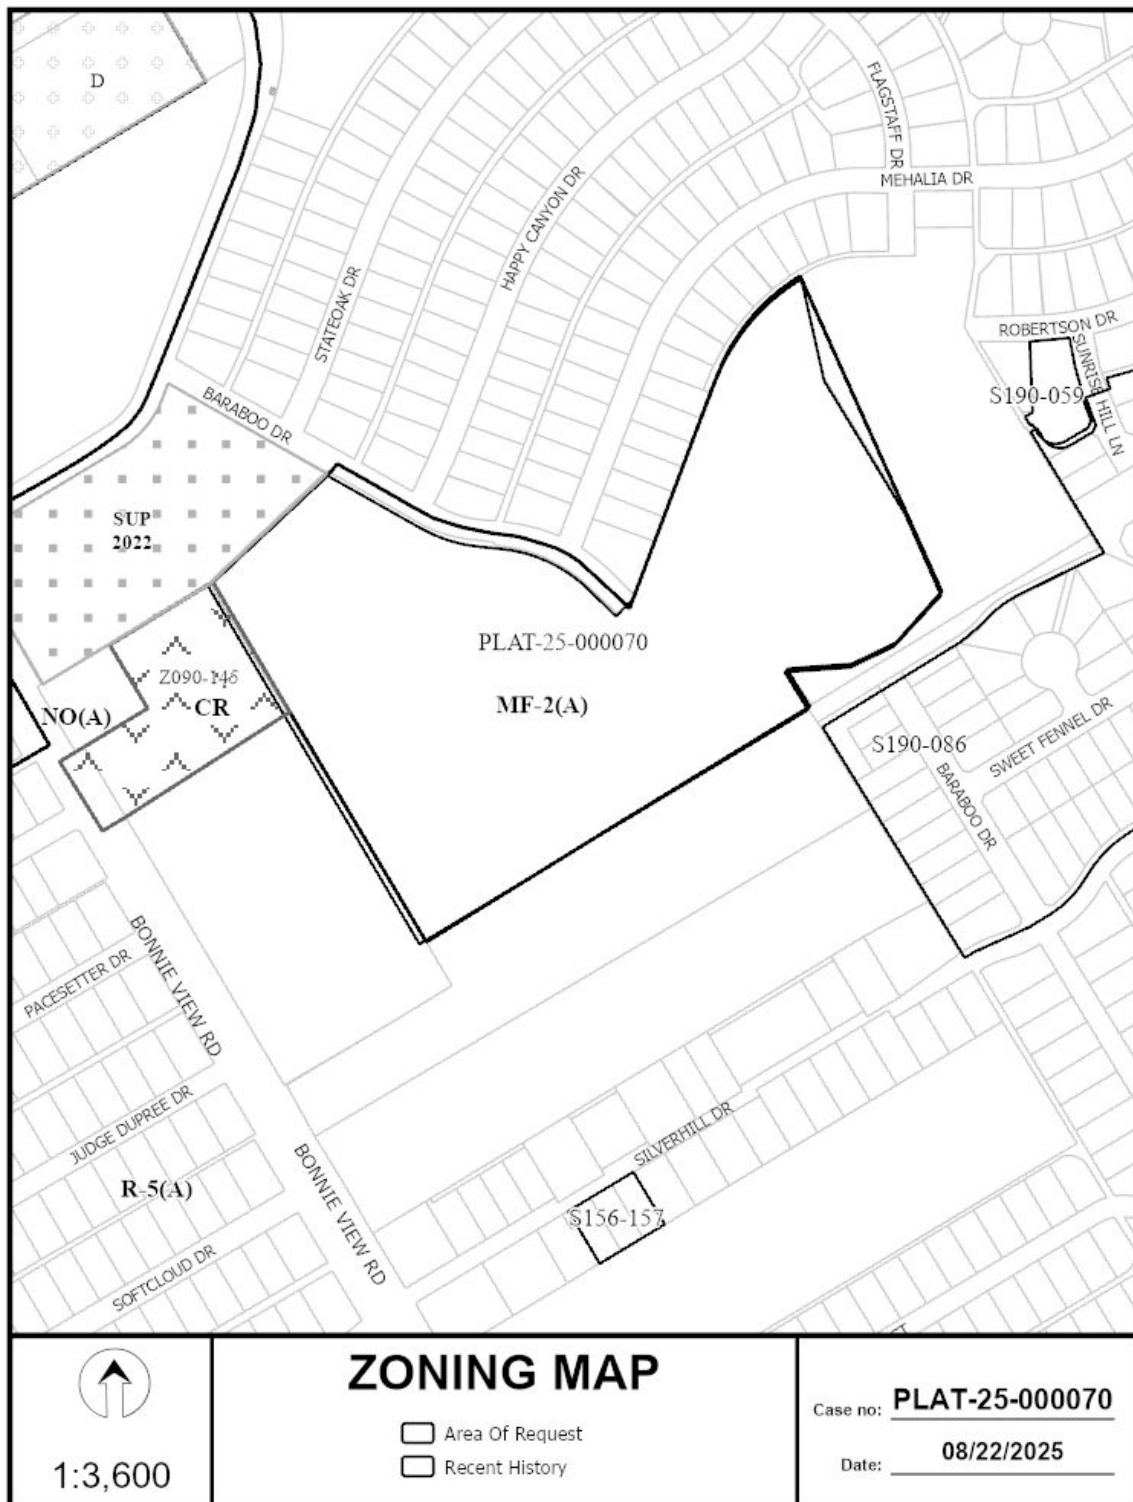 D
FLAGSTAFF DR
MEHALIA DR
HAPPY CANYON DR
STATEOAK DR
ROBERTSON DR
SUNRISE HILL LN
S190-059
BARABOO DR
SUP
2022
PLAT-25-000070
Z090-146
CR
NO(A)
MF-2(A)
S190-086
SWEET FENNEL DR
BARABOO DR
BONNIE VIEW RD
PACESETTER DR
JUDGE DUPREE DR
SILVERHILL DR
BONNIE VIEW RD
R-5(A)
S156-157
SOFTCLOUD DR
1:3,600
ZONING MAP
Area Of Request
Recent History
Case no: PLAT-25-000070
Date: 08/22/2025